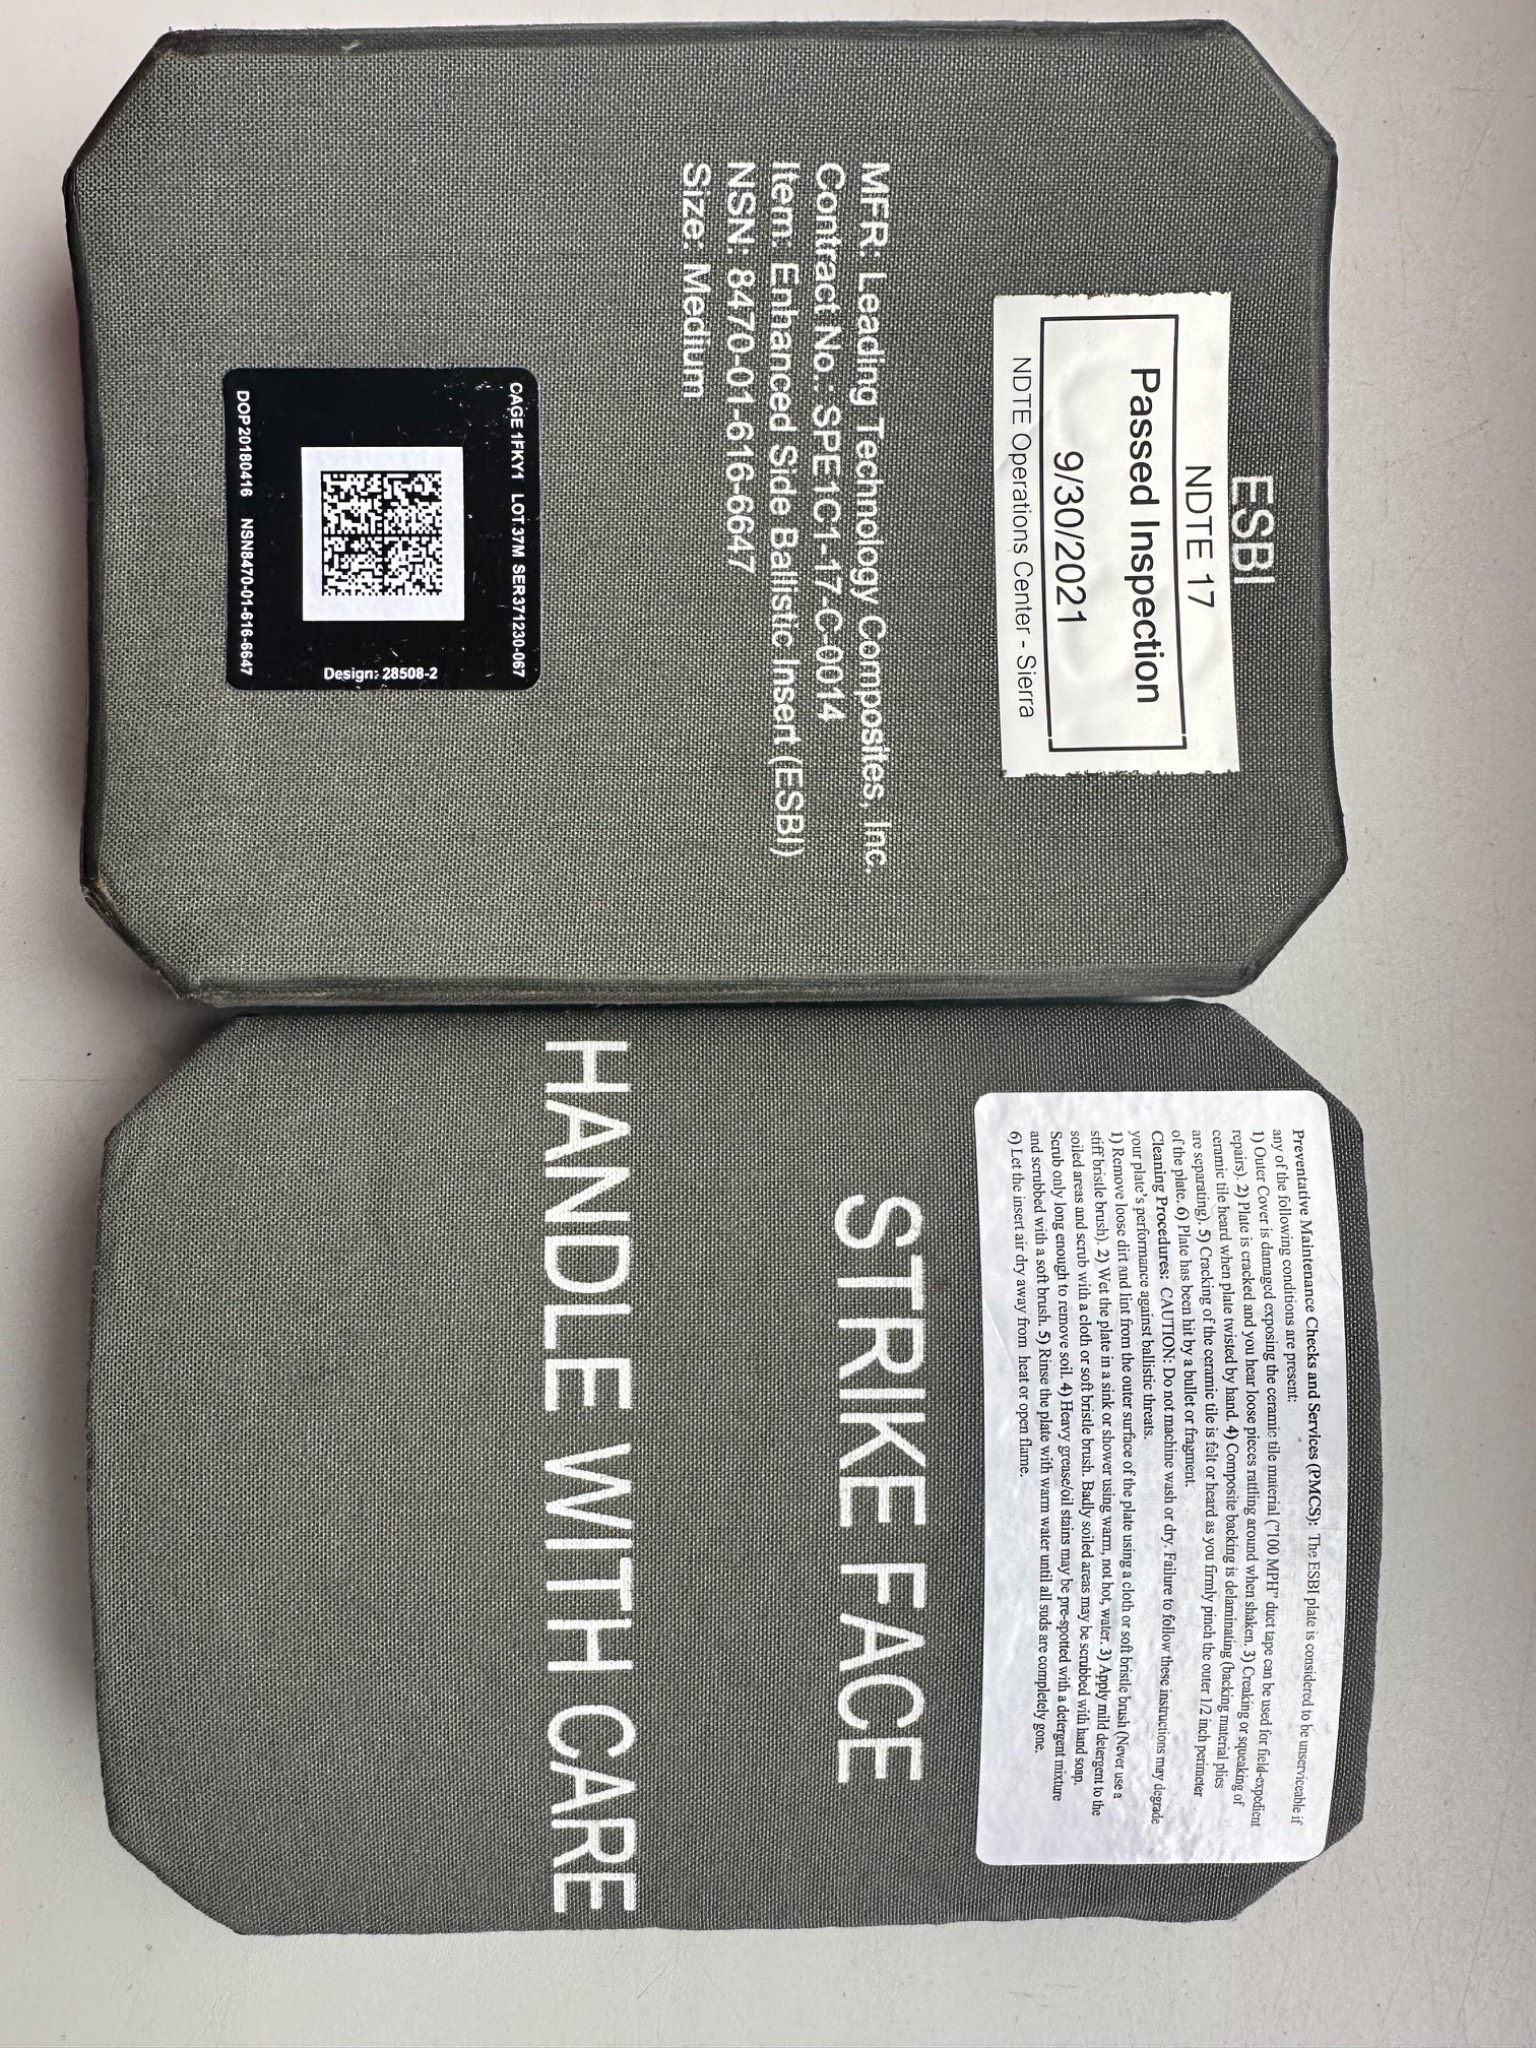 ESBI
NDTE 17
Passed Inspection
9/30/2021
NDTE Operations Center - Sierra
MFR: Leading Technology Composites, Inc.
Contract No.: SPE1C1-17-C-0014
Item: Enhanced Side Ballistic Insert (ESBI)
NSN: 8470-01-616-6647
Size: Medium
CAGE 1FKY1 LOT 37M SER371230-067
Design: 28508-2
DOP 20180416 NSN8470-01-616-6647
Preventative Maintenance Checks and Services (PMCS): The ESBI plate is considered to be unserviceable if
any of the following conditions are present:
1) Outer Cover is damaged exposing the ceramic tile material ("100 MPH" duct tape can be used for field-expedient
repairs). 2) Plate is cracked and you hear loose pieces rattling around when shaken. 3) Creaking or squeaking of
ceramic tile heard when plate twisted by hand. 4) Composite backing is delaminating (backing material plies
are separating). 5) Cracking of the ceramic tile is felt or heard as you firmly pinch the outer 1/2 inch perimeter
of the plate. 6) Plate has been hit by a bullet or fragment.
Cleaning Procedures: CAUTION: Do not machine wash or dry. Failure to follow these instructions may degrade
your plate's performance against ballistic threats.
1) Remove loose dirt and lint from the outer surface of the plate using a cloth or soft bristle brush (Never use a
stiff bristle brush). 2) Wet the plate in a sink or shower using warm, not hot, water. 3) Apply mild detergent to the
soiled areas and scrub with a cloth or soft bristle brush. Badly soiled areas may be scrubbed with hand soap.
Scrub only long enough to remove soil. 4) Heavy grease/oil stains may be pre-spotted with a detergent mixture
and scrubbed with a soft brush. 5) Rinse the plate with warm water until all suds are completely gone.
6) Let the insert air dry away from heat or open flame.
STRIKE FACE
HANDLE WITH CARE